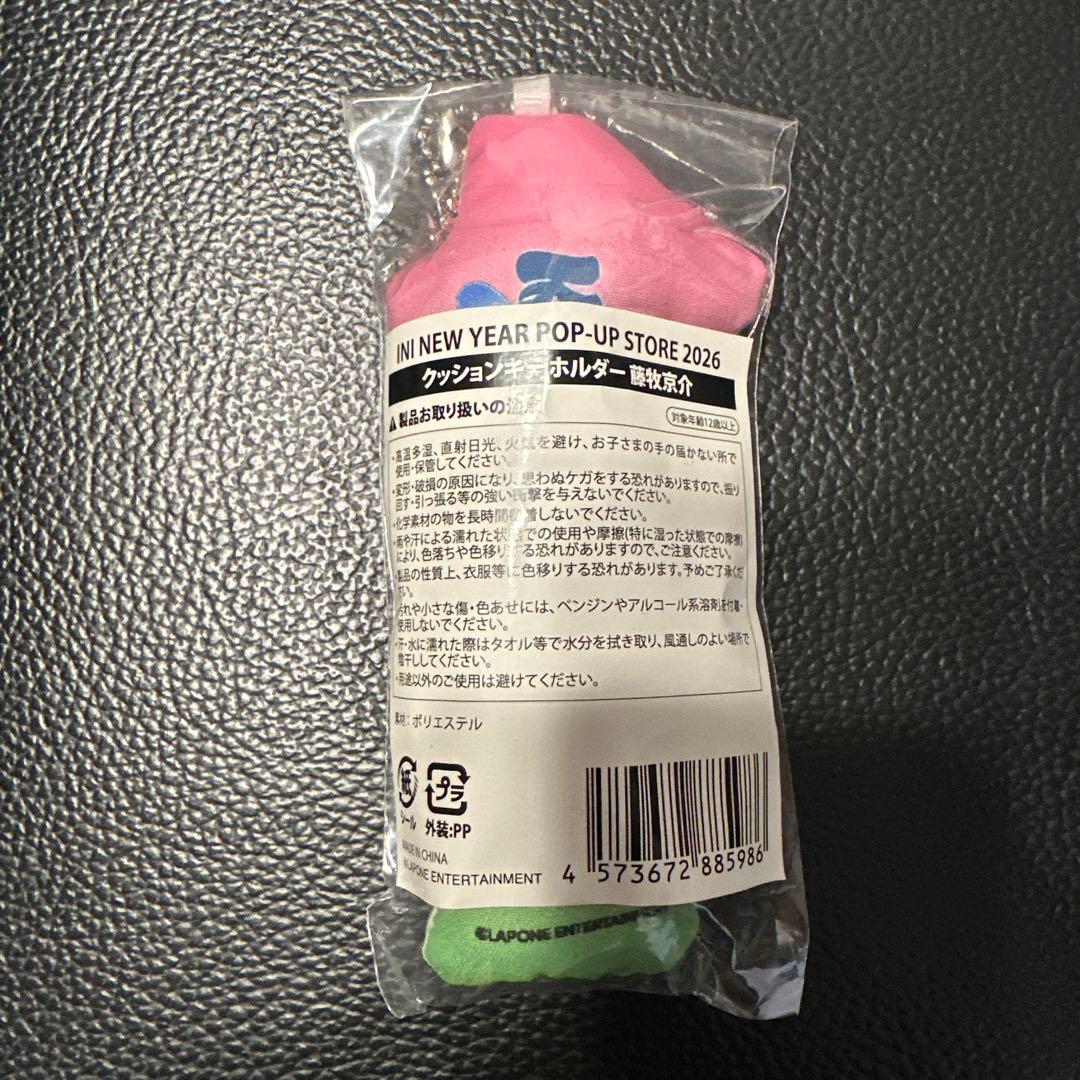 INI NEW YEAR POP-UP STORE 2026
クッションキーホルダー 藤牧京介
製品お取り扱いの注意
対象年齢12歳以上
・高温多湿、直射日光、火気を避け、お子さまの手の届かない所で
使用・保管してください。
・変形・破損の原因になり、思わぬケガをする恐れがありますので、振り
回す・引っ張る等の強い衝撃を与えないでください。
・化学素材の物を長時間密着しないでください。
・雨や汗による濡れた状態での使用や摩擦(特に湿った状態での摩擦)
により、色落ちや色移りする恐れがありますので、ご注意ください。
・製品の性質上、衣服等に色移りする恐れがあります。予めご了承くだ
さい。
・汚れや小さな傷・色あせには、ベンジンやアルコール系溶剤を付着・
使用しないでください。
・汗・水に濡れた際はタオル等で水分を拭き取り、風通しのよい場所で
陰干ししてください。
・用途以外のご使用は避けてください。
素材:ポリエステル
紙 プラ
シール 外装:PP
MADE IN CHINA
©LAPONE ENTERTAINMENT
4 573672 885986
©LAPONE ENTERTAINMENT